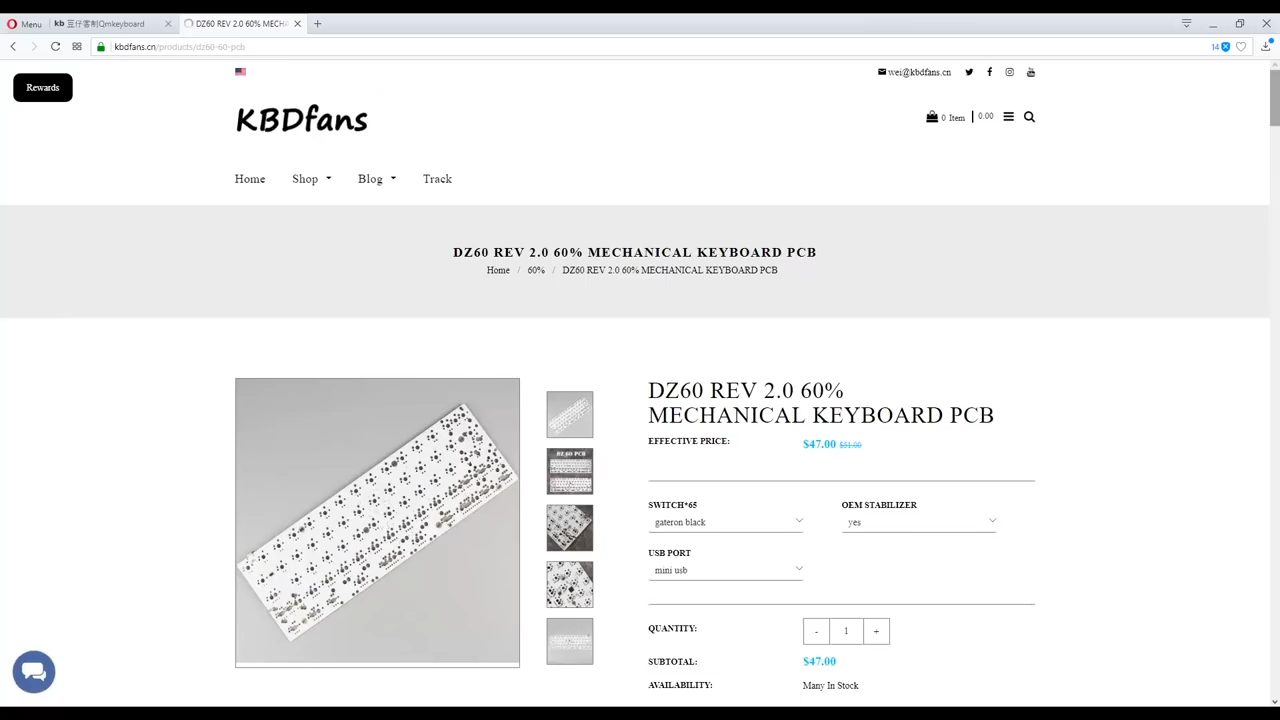 Menu
kb 豆仔客制Qmkeyboard
DZ60 REV 2.0 60% MECHA
kbdfans.cn/products/dz60-60-pcb
14
Rewards
wei@kbdfans.cn
KBDfans
0 Item
0.00
Home
Shop
Blog
Track
DZ60 REV 2.0 60% MECHANICAL KEYBOARD PCB
Home / 60% / DZ60 REV 2.0 60% MECHANICAL KEYBOARD PCB
DZ 60 PCB
DZ60 REV 2.0 60%
MECHANICAL KEYBOARD PCB
EFFECTIVE PRICE:
$47.00 $51.00
SWITCH*65
OEM STABILIZER
gateron black
yes
USB PORT
mini usb
QUANTITY:
- 1 +
SUBTOTAL:
$47.00
AVAILABILITY:
Many In Stock